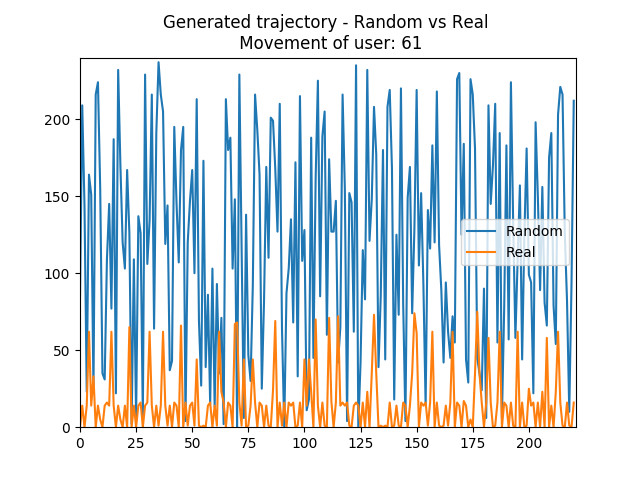 Generated trajectory - Random vs Real
Movement of user: 61
200
150
100
50
0
Random
Real
0 25 50 75 100 125 150 175 200